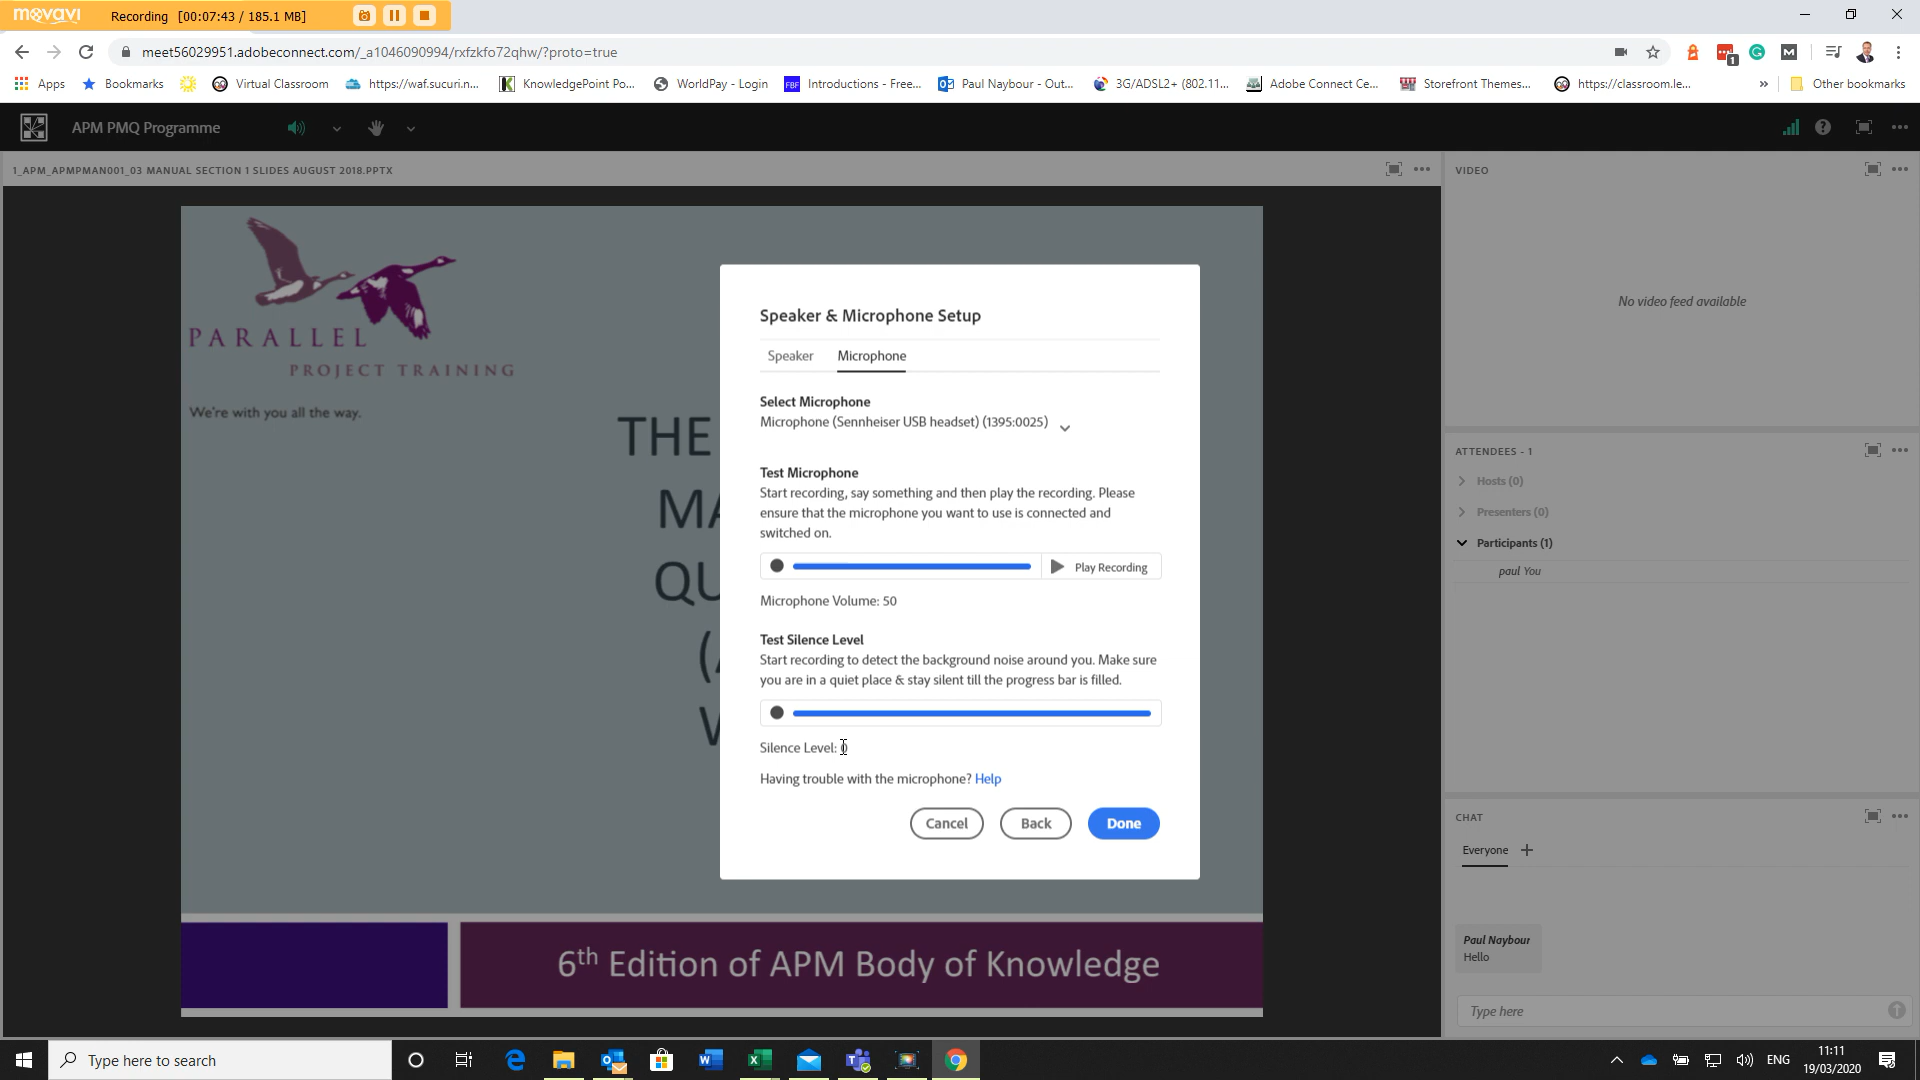 movavi
Recording [00:07:43 / 185.1 MB]
meet56029951.adobeconnect.com/_a1046090994/rxfzkfo72qhw/?proto=true
1
Apps
Bookmarks
Virtual Classroom
https://waf.sucuri.n...
KnowledgePoint Po...
WorldPay - Login
FBF
Introductions - Free...
Paul Naybour - Out...
3G/ADSL2+ (802.11...
Adobe Connect Ce...
Storefront Themes...
https://classroom.le...
»
Other bookmarks
APM PMQ Programme
1_APM_APMPMAN001_03 MANUAL SECTION 1 SLIDES AUGUST 2018.PPTX
PARALLEL
PROJECT TRAINING
We're with you all the way.
THE
MA
QU
(
W
6th Edition of APM Body of Knowledge
Speaker & Microphone Setup
Speaker
Microphone
Select Microphone
Microphone (Sennheiser USB headset) (1395:0025)
Test Microphone
Start recording, say something and then play the recording. Please
ensure that the microphone you want to use is connected and
switched on.
Play Recording
Microphone Volume: 50
Test Silence Level
Start recording to detect the background noise around you. Make sure
you are in a quiet place & stay silent till the progress bar is filled.
Silence Level: 0
Having trouble with the microphone? Help
Cancel
Back
Done
VIDEO
No video feed available
ATTENDEES - 1
Hosts (0)
Presenters (0)
Participants (1)
paul You
CHAT
Everyone
Paul Naybour
Hello
Type here
Type here to search
ENG
11:11
19/03/2020